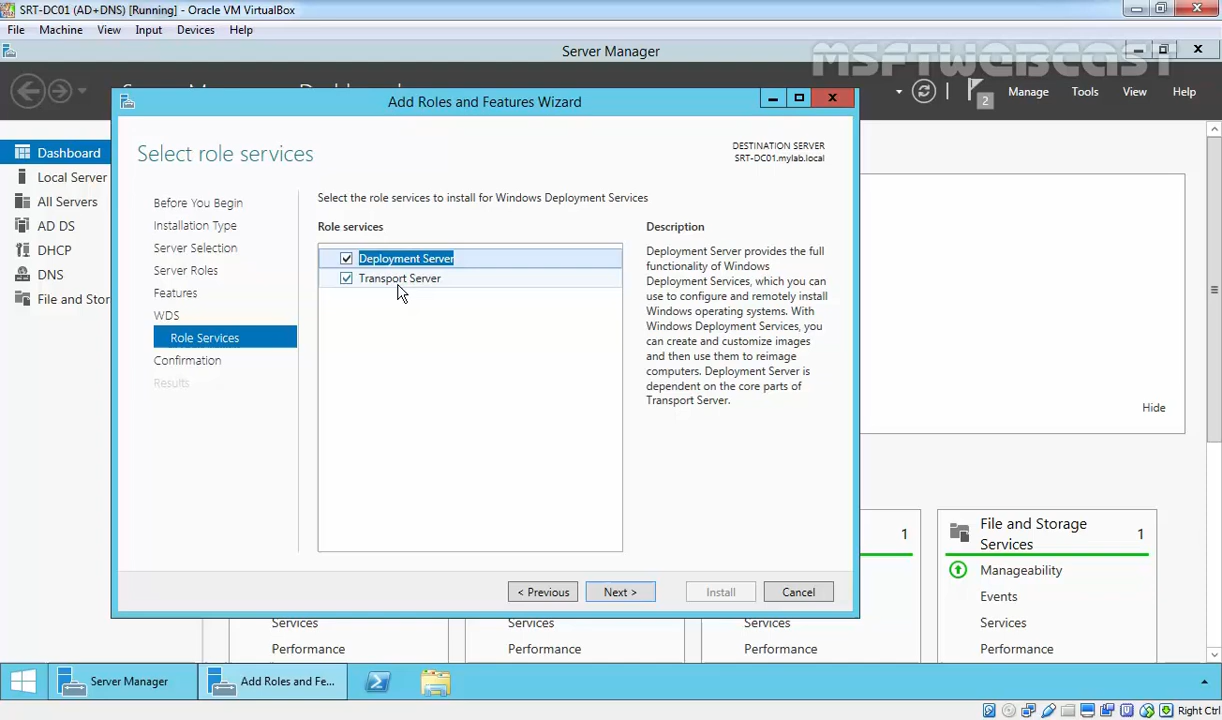 SRT-DC01 (AD+DNS) [Running] - Oracle VM VirtualBox
File Machine View Input Devices Help
Server Manager
MSFTWEBCAST
2
Manage Tools View Help
Add Roles and Features Wizard
Select role services
DESTINATION SERVER
SRT-DC01.mylab.local
Dashboard
Local Server
All Servers
AD DS
DHCP
DNS
File and Stor
Before You Begin
Installation Type
Server Selection
Server Roles
Features
WDS
Role Services
Confirmation
Results
Select the role services to install for Windows Deployment Services
Role services
Deployment Server
Transport Server
Description
Deployment Server provides the full
functionality of Windows
Deployment Services, which you can
use to configure and remotely install
Windows operating systems. With
Windows Deployment Services, you
can create and customize images
and then use them to reimage
computers. Deployment Server is
dependent on the core parts of
Transport Server.
< Previous
Next >
Install
Cancel
Hide
1
File and Storage
Services
1
Manageability
Events
Services
Performance
Services
Performance
Services
Performance
Services
Performance
Server Manager
Add Roles and Fe...
Right Ctrl